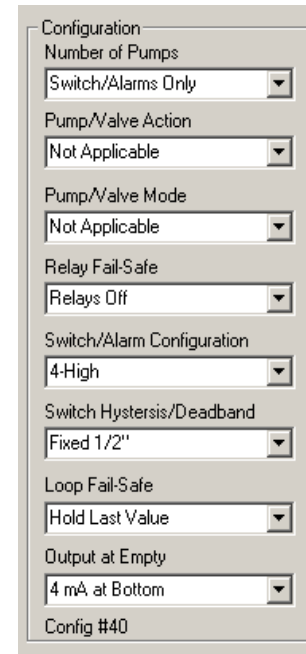 Configuration
Number of Pumps
Switch/Alarms Only
Pump/Valve Action
Not Applicable
Pump/Valve Mode
Not Applicable
Relay Fail-Safe
Relays Off
Switch/Alarm Configuration
4-High
Switch Hystersis/Deadband
Fixed 1/2"
Loop Fail-Safe
Hold Last Value
Output at Empty
4 mA at Bottom
Config #40